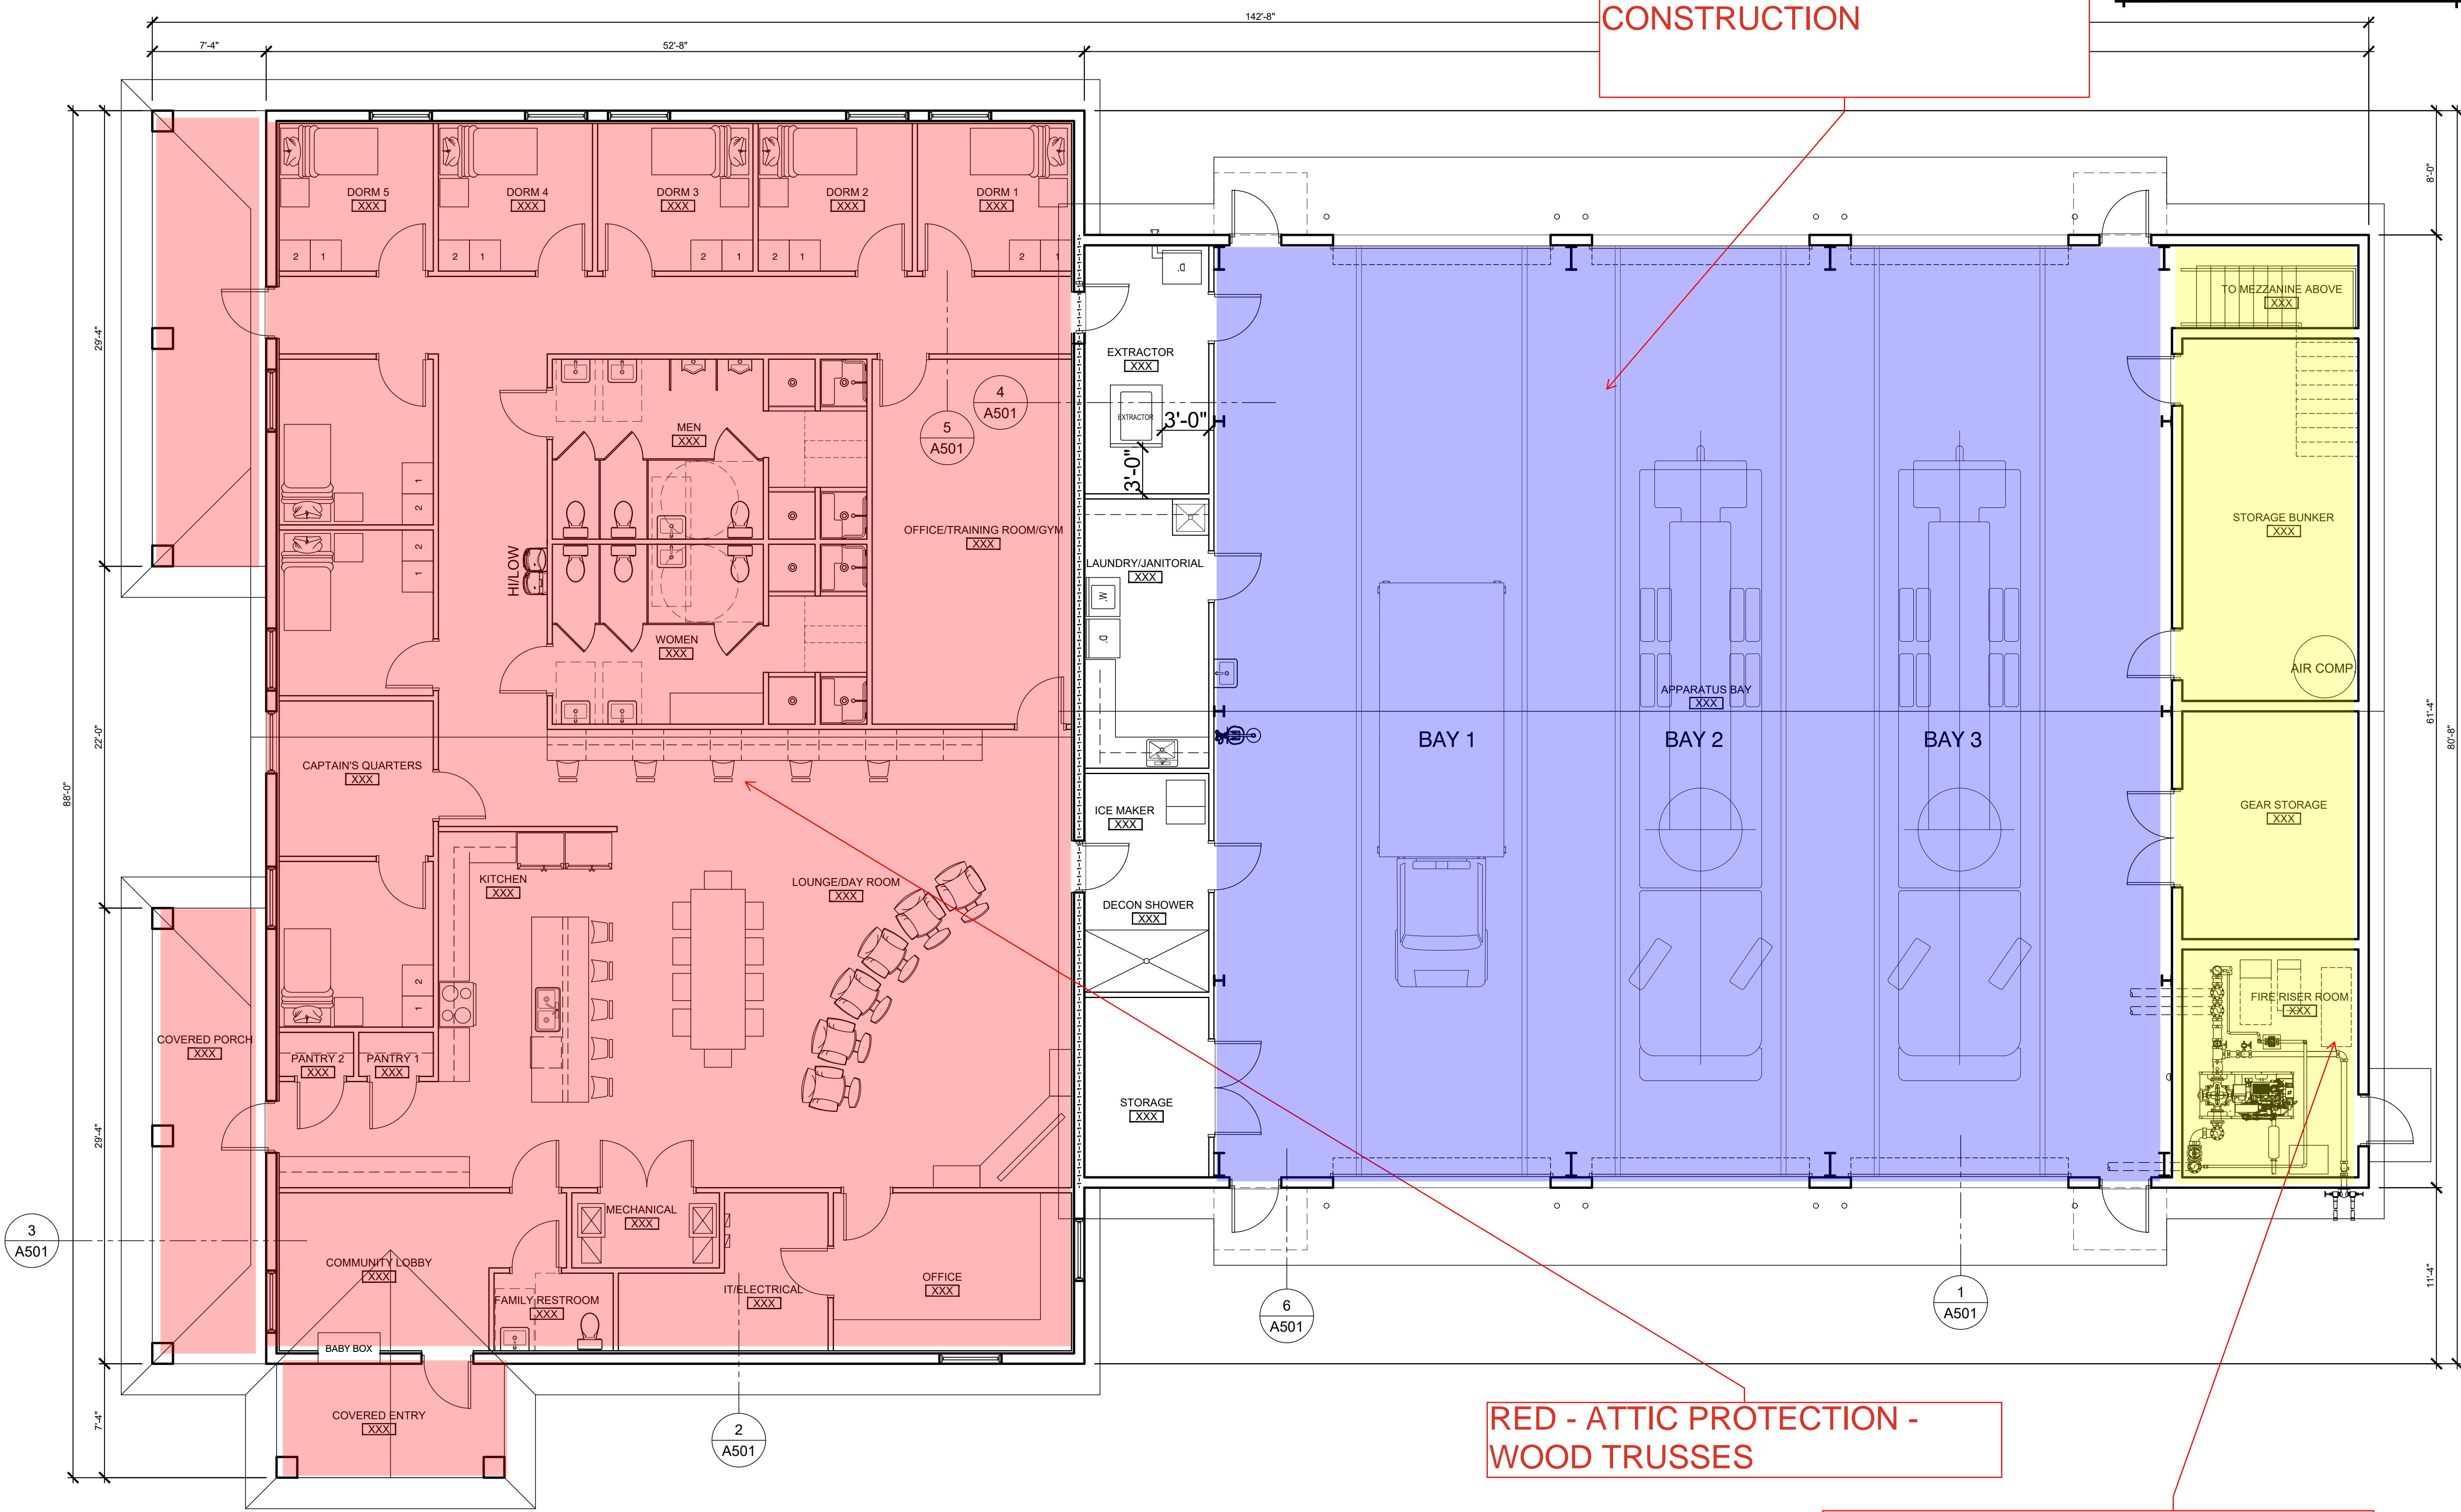 142'-8"
CONSTRUCTION
7'-4"
52'-8"
8'-0"
DORM 5
XXX
DORM 4
XXX
DORM 3
XXX
DORM 2
XXX
DORM 1
XXX
2 1
2 1
2 1
2 1
2 1
D.
TO MEZZANINE ABOVE
XXX
29'-4"
EXTRACTOR
XXX
4
A501
EXTRACTOR
3'-0"
5
A501
MEN
XXX
3'-0"
1
2
OFFICE/TRAINING ROOM/GYM
XXX
STORAGE BUNKER
XXX
HI/LOW
2
1
LAUNDRY/JANITORIAL
XXX
W.
D.
WOMEN
XXX
AIR COMP
APPARATUS BAY
XXX
22'-0"
61'-4"
80'-8"
BAY 1
BAY 2
BAY 3
CAPTAIN'S QUARTERS
XXX
88'-0"
ICE MAKER
XXX
GEAR STORAGE
XXX
KITCHEN
XXX
LOUNGE/DAY ROOM
XXX
DECON SHOWER
XXX
2
1
FIRE RISER ROOM
XXX
COVERED PORCH
XXX
PANTRY 2
XXX
PANTRY 1
XXX
STORAGE
XXX
29'-4"
MECHANICAL
XXX
3
A501
COMMUNITY LOBBY
XXX
OFFICE
XXX
IT/ELECTRICAL
XXX
FAMILY RESTROOM
XXX
11'-4"
1
A501
6
A501
BABY BOX
COVERED ENTRY
XXX
7'-4"
2
A501
RED - ATTIC PROTECTION -
WOOD TRUSSES